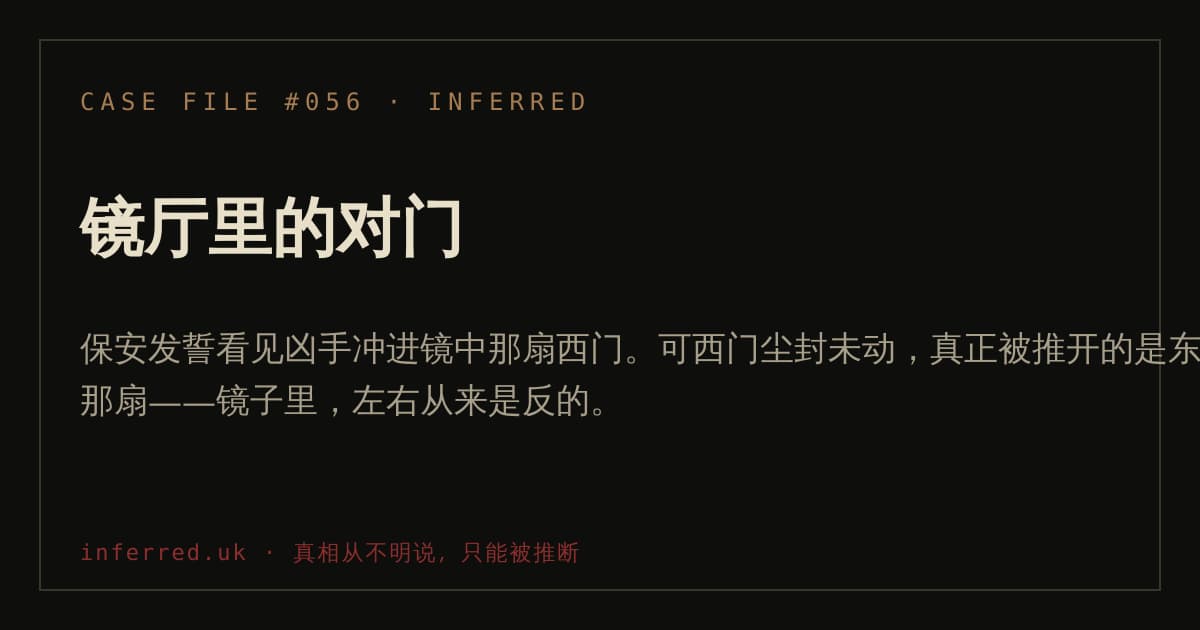 CASE FILE #056 · INFERRED
镜厅里的对门
保安发誓看见凶手冲进镜中那扇西门。可西门尘封未动，真正被推开的是东
那扇——镜子里，左右从来是反的。
inferred.uk · 真相从不明说，只能被推断